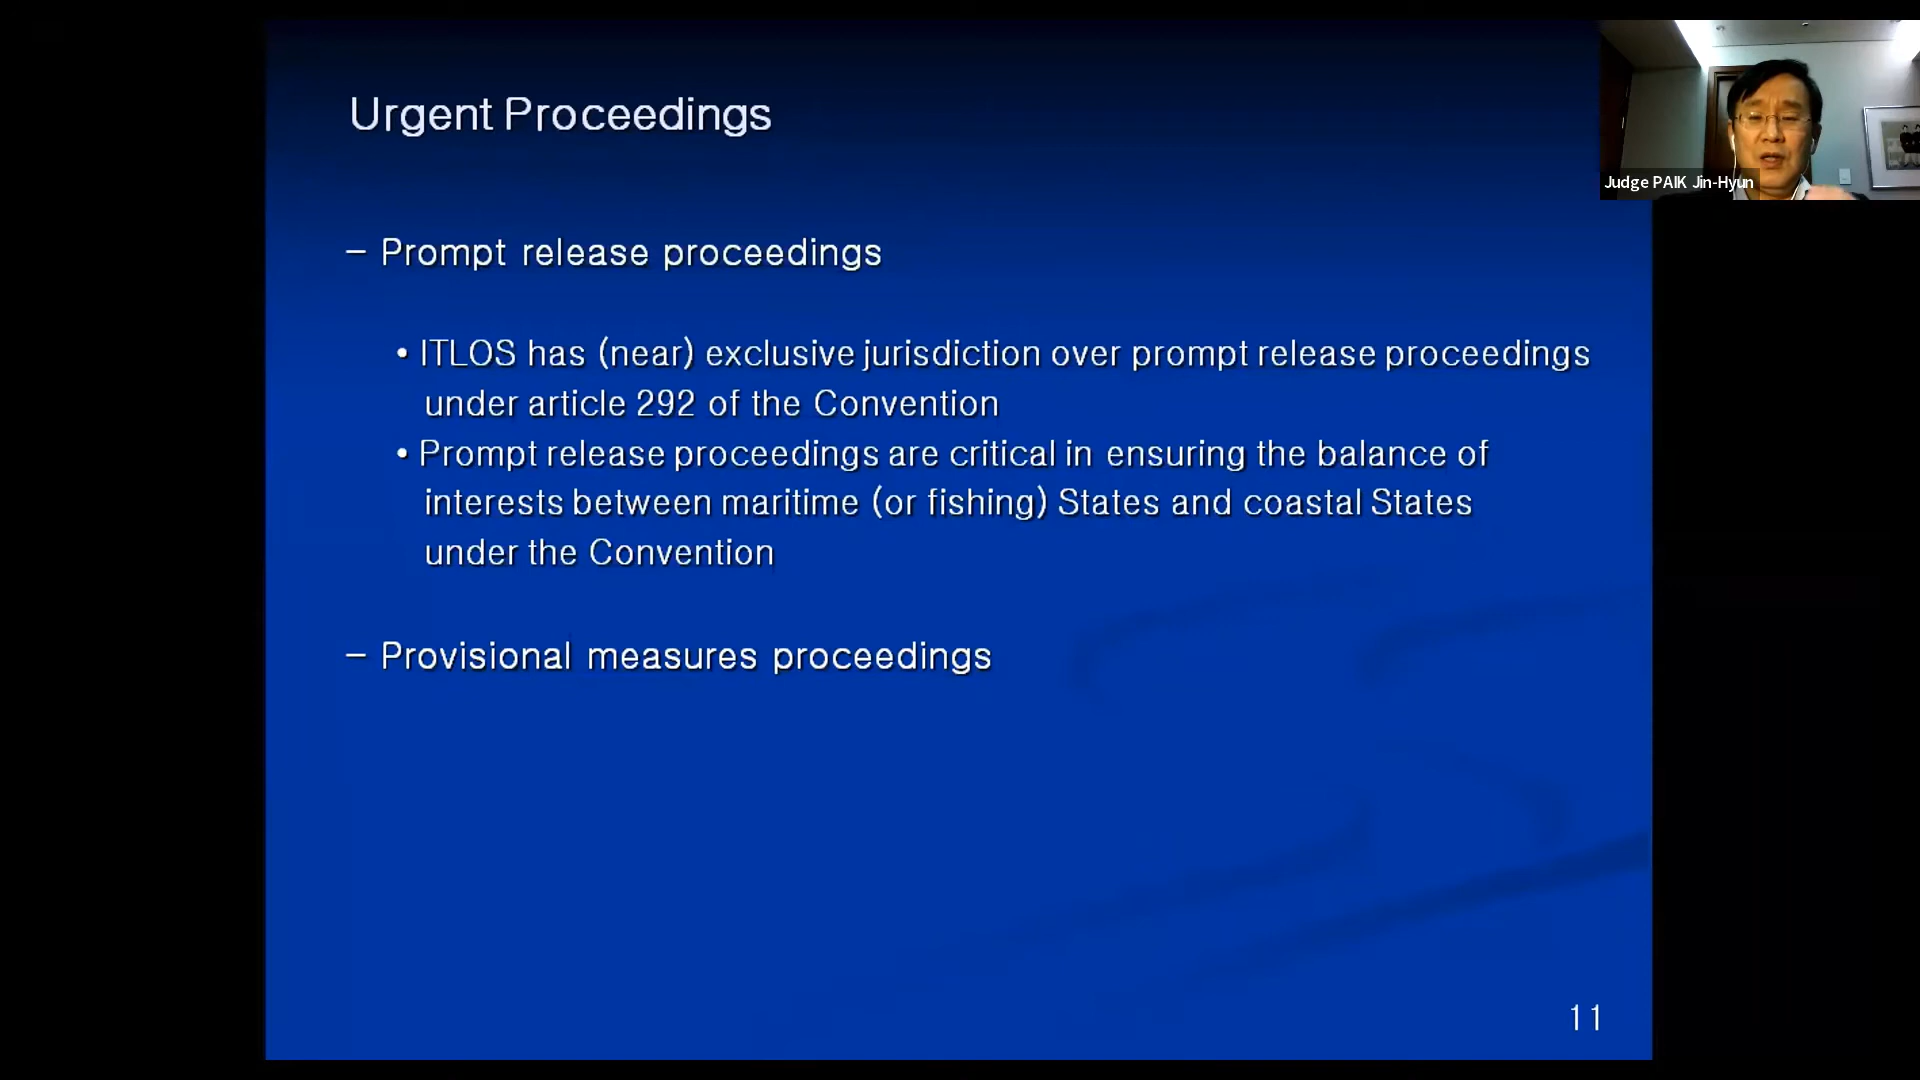 Urgent Proceedings
Judge PAIK Jin-Hyun
– Prompt release proceedings
• ITLOS has (near) exclusive jurisdiction over prompt release proceedings
under article 292 of the Convention
• Prompt release proceedings are critical in ensuring the balance of
interests between maritime (or fishing) States and coastal States
under the Convention
– Provisional measures proceedings
11